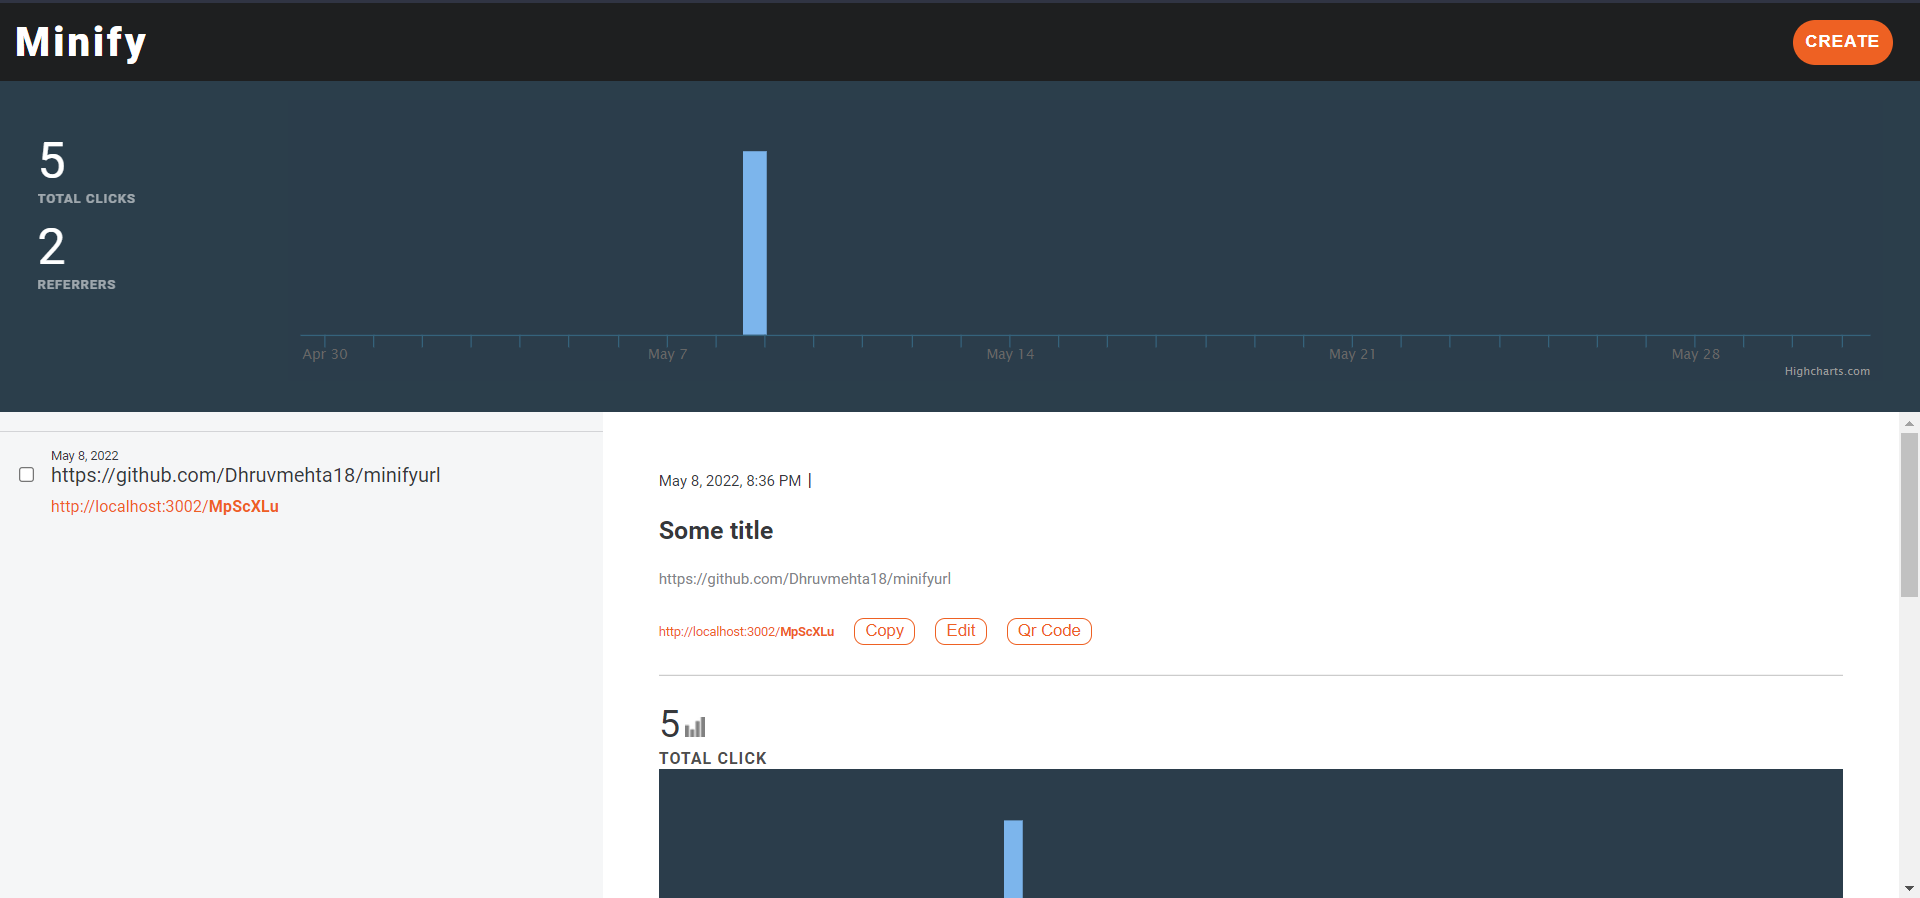 Minify
CREATE
5
TOTAL CLICKS
2
REFERRERS
Apr 30 May 7 May 14 May 21 May 28
Highcharts.com
May 8, 2022
https://github.com/Dhruvmehta18/minifyurl
http://localhost:3002/MpScXLu
May 8, 2022, 8:36 PM |
Some title
https://github.com/Dhruvmehta18/minifyurl
http://localhost:3002/MpScXLu Copy Edit Qr Code
5
TOTAL CLICK